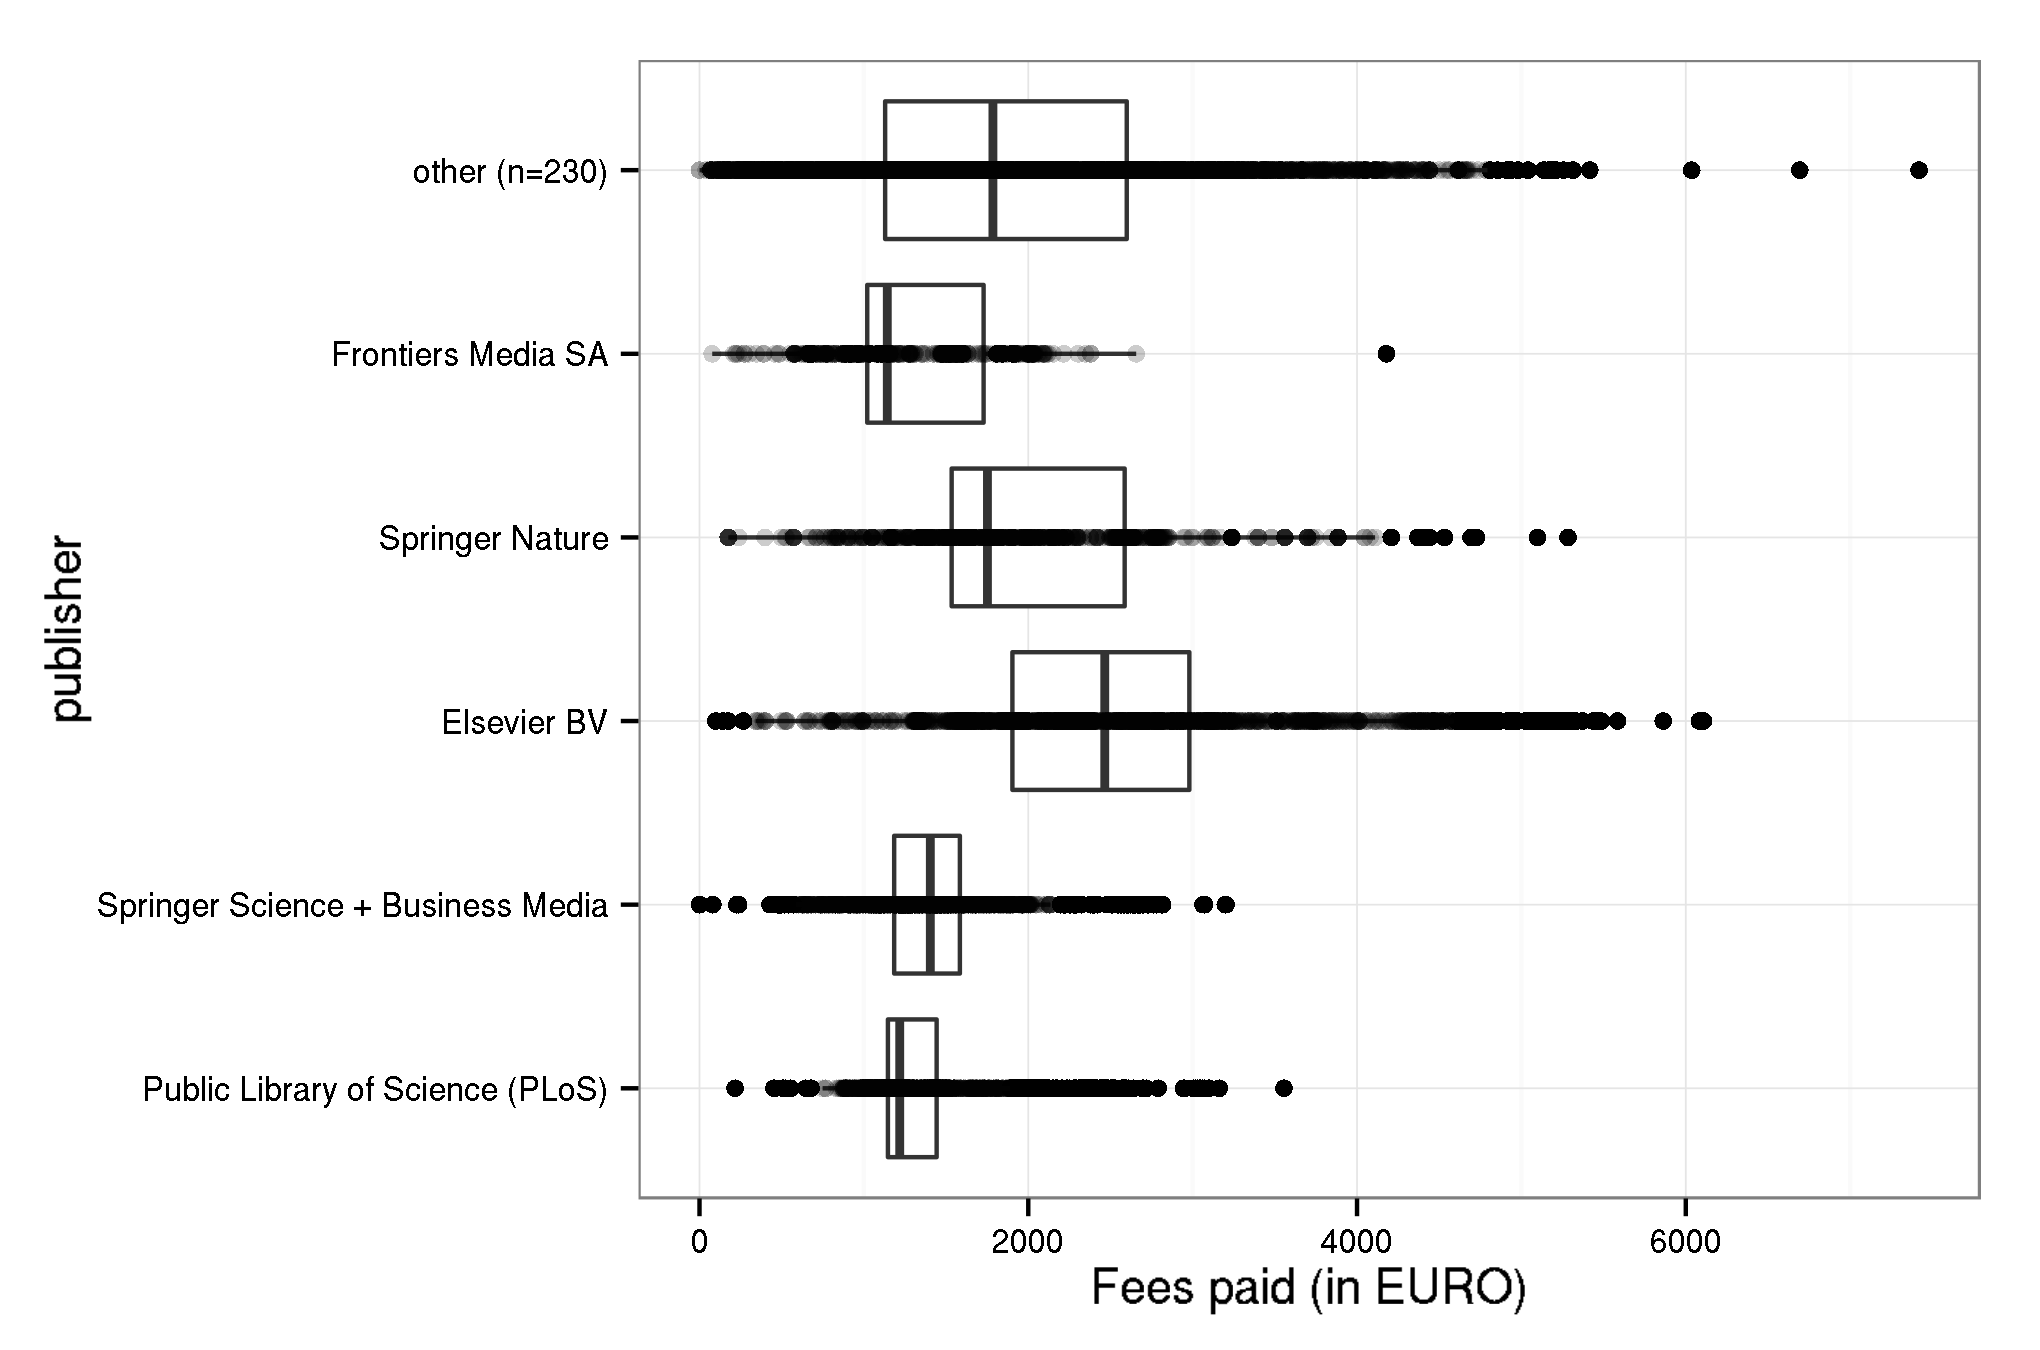 publisher
other (n=230)
Frontiers Media SA
Springer Nature
Elsevier BV
Springer Science + Business Media
Public Library of Science (PLoS)
0 2000 4000 6000
Fees paid (in EURO)